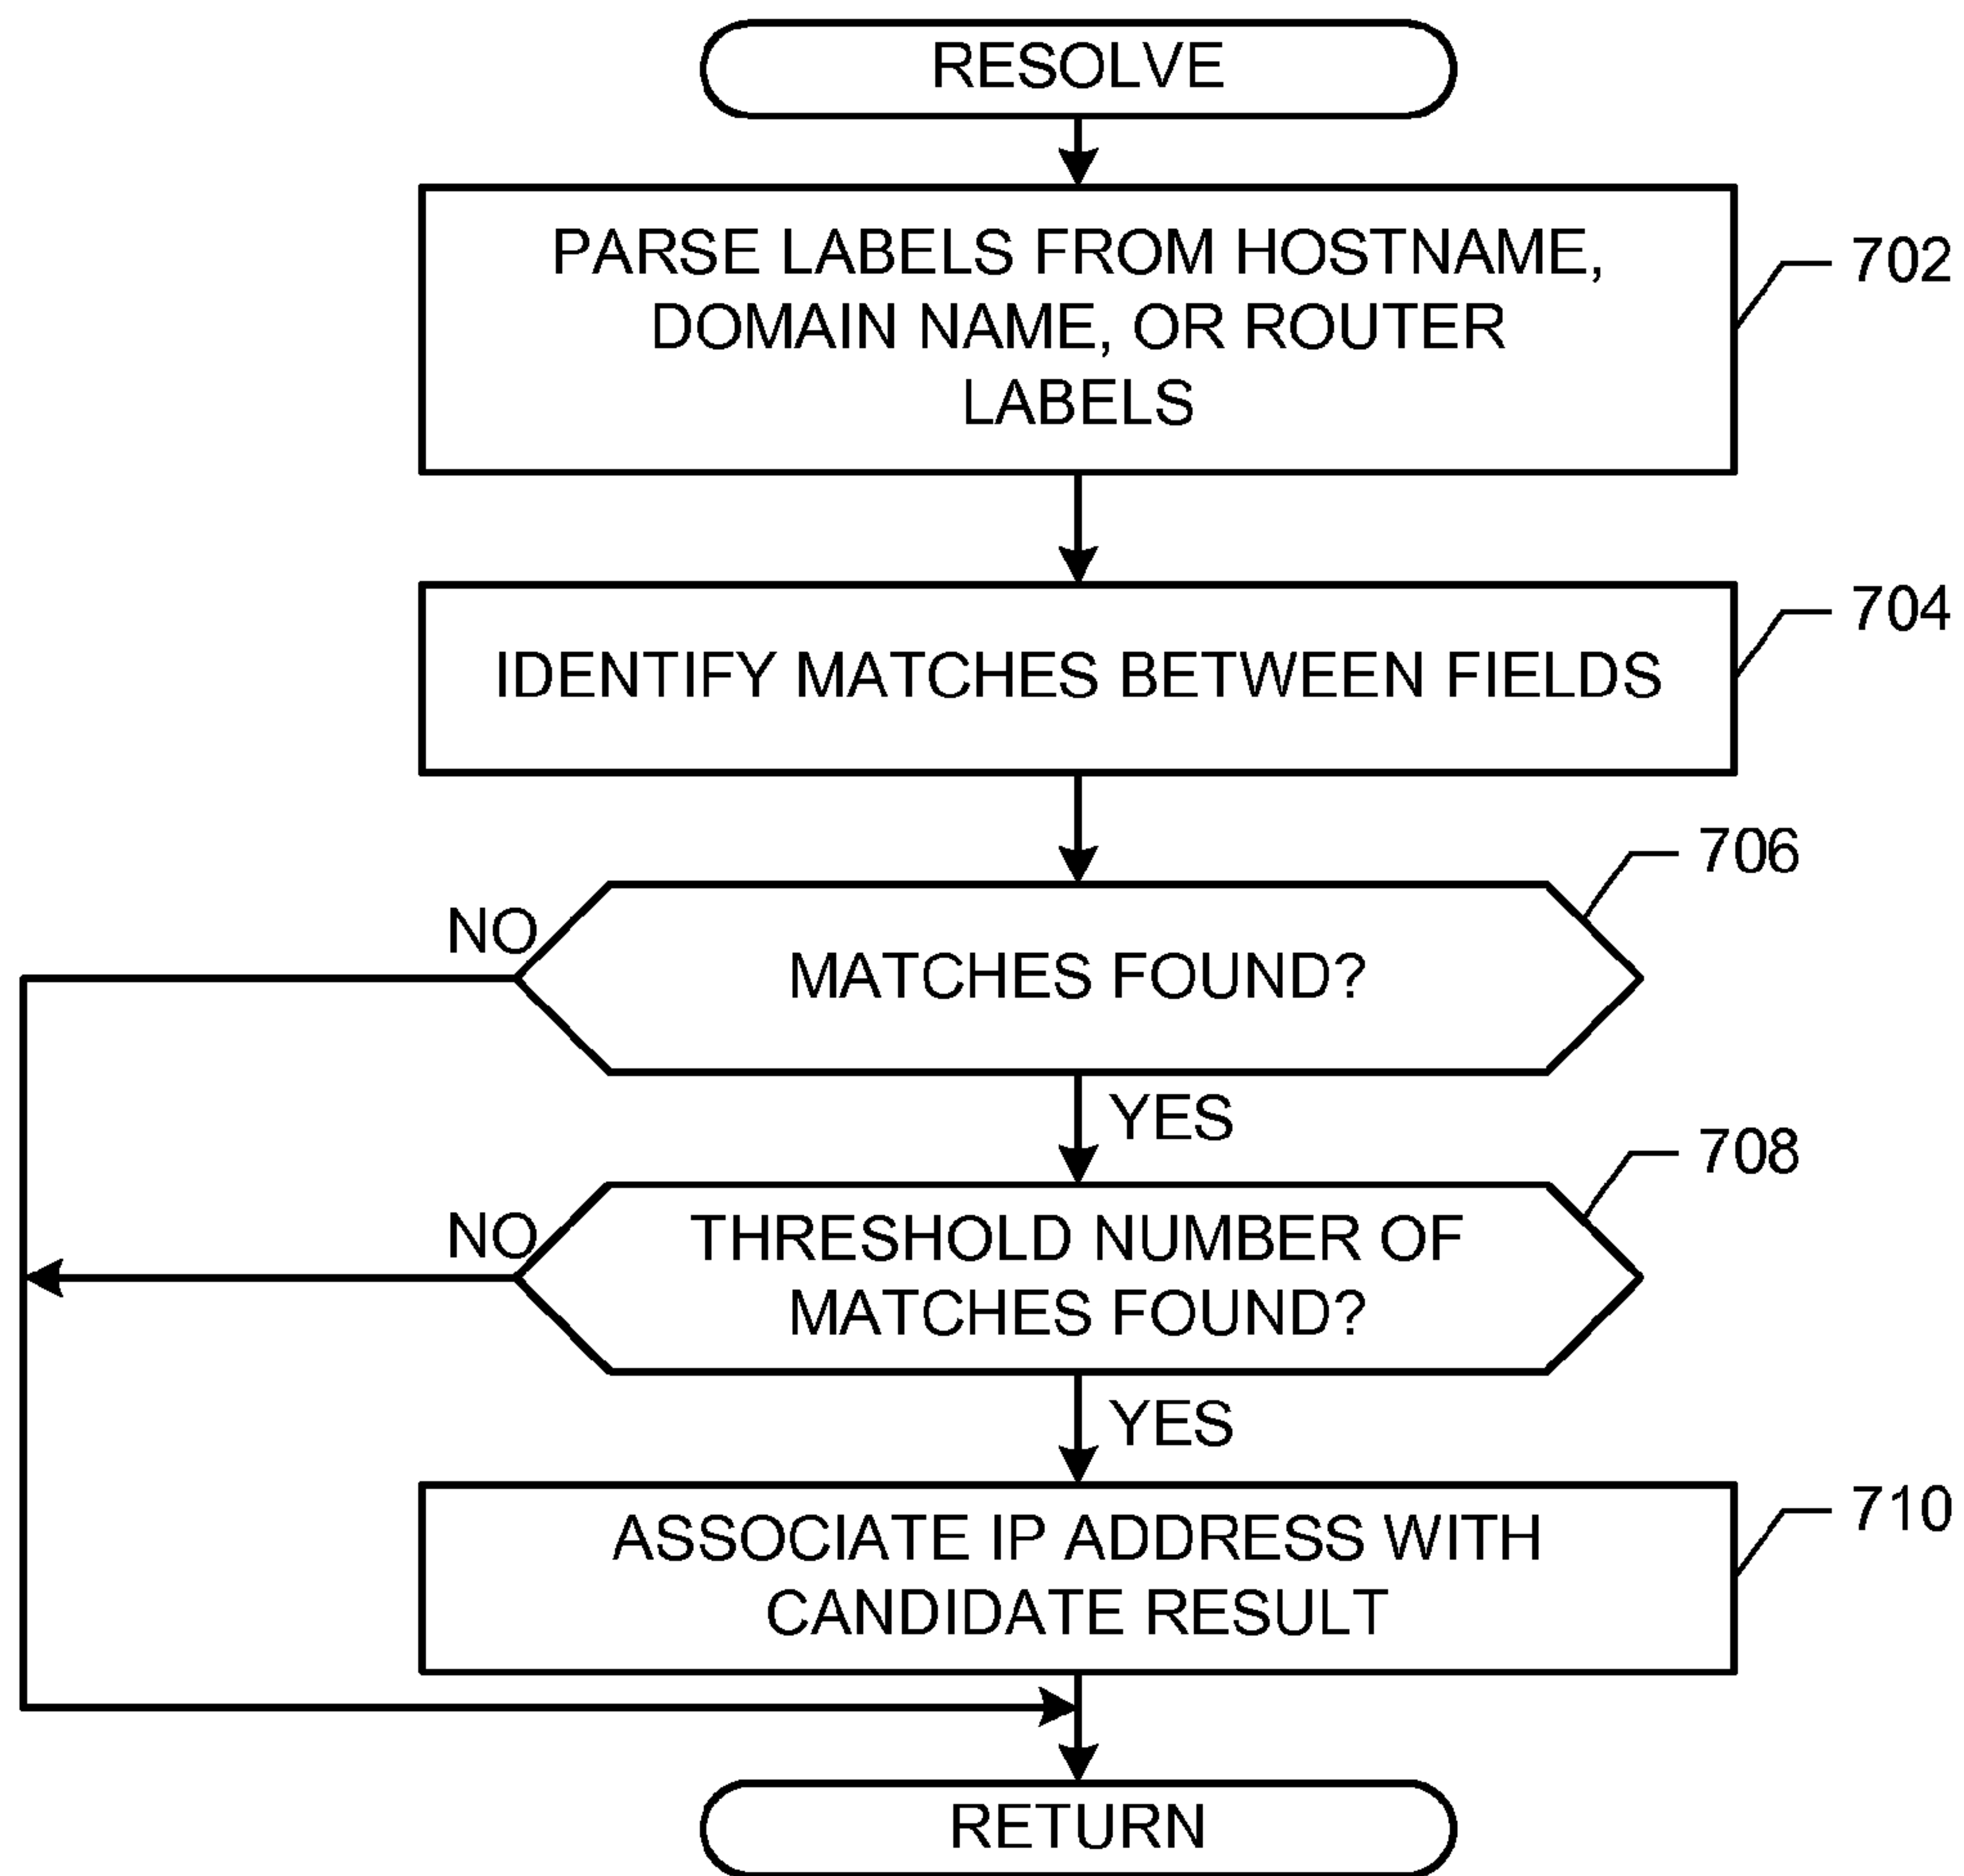 RESOLVE
PARSE LABELS FROM HOSTNAME,
DOMAIN NAME, OR ROUTER
LABELS
702
IDENTIFY MATCHES BETWEEN FIELDS
704
706
NO
MATCHES FOUND?
YES
708
NO
THRESHOLD NUMBER OF
MATCHES FOUND?
YES
ASSOCIATE IP ADDRESS WITH
CANDIDATE RESULT
710
RETURN